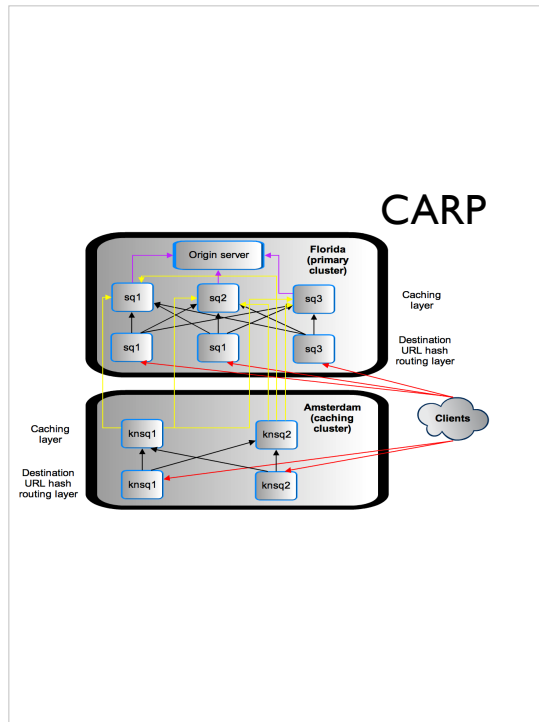 CARP
Origin server
Florida
(primary
cluster)
sq1
sq2
sq3
Caching
layer
sq1
sq1
sq3
Destination
URL hash
routing layer
Clients
Amsterdam
(caching
cluster)
Caching
layer
knsq1
knsq2
Destination
URL hash
routing layer
knsq1
knsq2